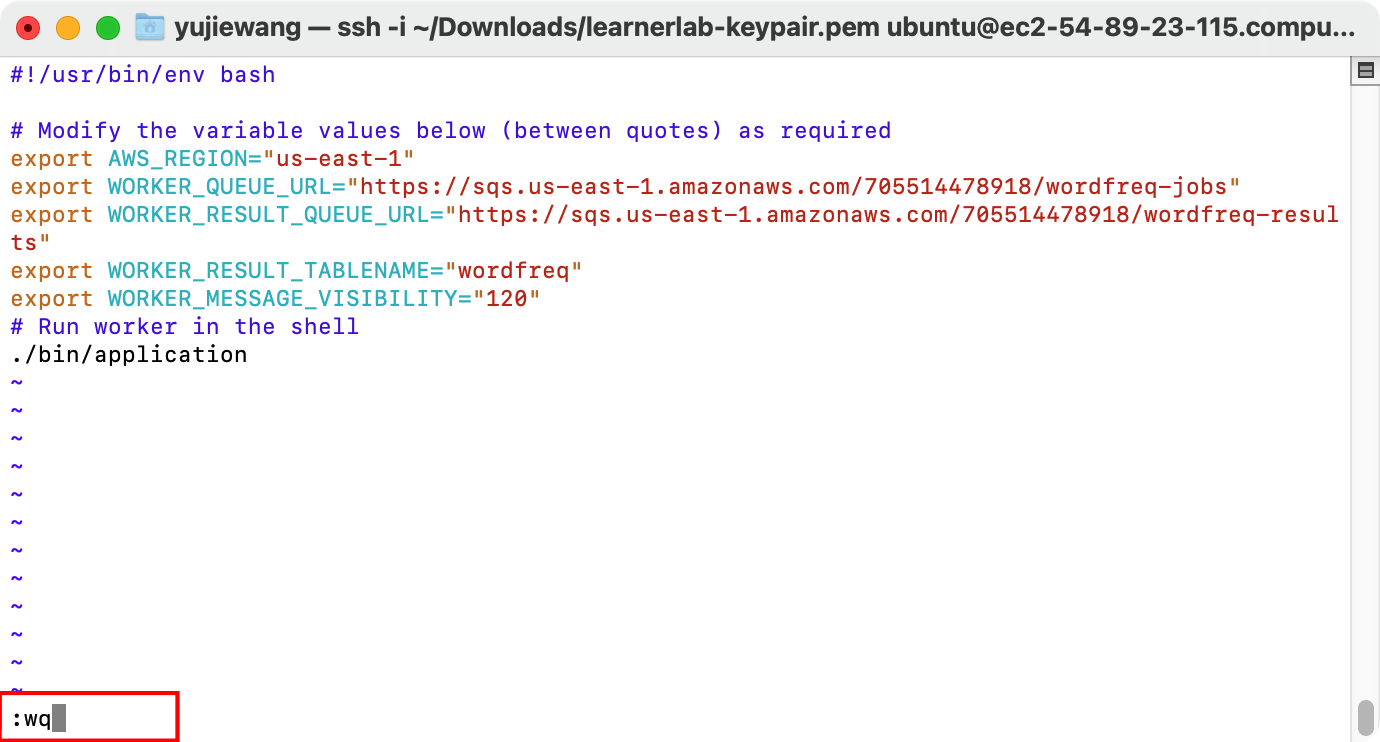 yujiewang — ssh -i ~/Downloads/learnerlab-keypair.pem ubuntu@ec2-54-89-23-115.compu...
#!/usr/bin/env bash
# Modify the variable values below (between quotes) as required
export AWS_REGION="us-east-1"
export WORKER_QUEUE_URL="https://sqs.us-east-1.amazonaws.com/705514478918/wordfreq-jobs"
export WORKER_RESULT_QUEUE_URL="https://sqs.us-east-1.amazonaws.com/705514478918/wordfreq-resul
ts"
export WORKER_RESULT_TABLENAME="wordfreq"
export WORKER_MESSAGE_VISIBILITY="120"
# Run worker in the shell
./bin/application
~
~
~
~
~
~
~
~
~
~
~
~
:wq